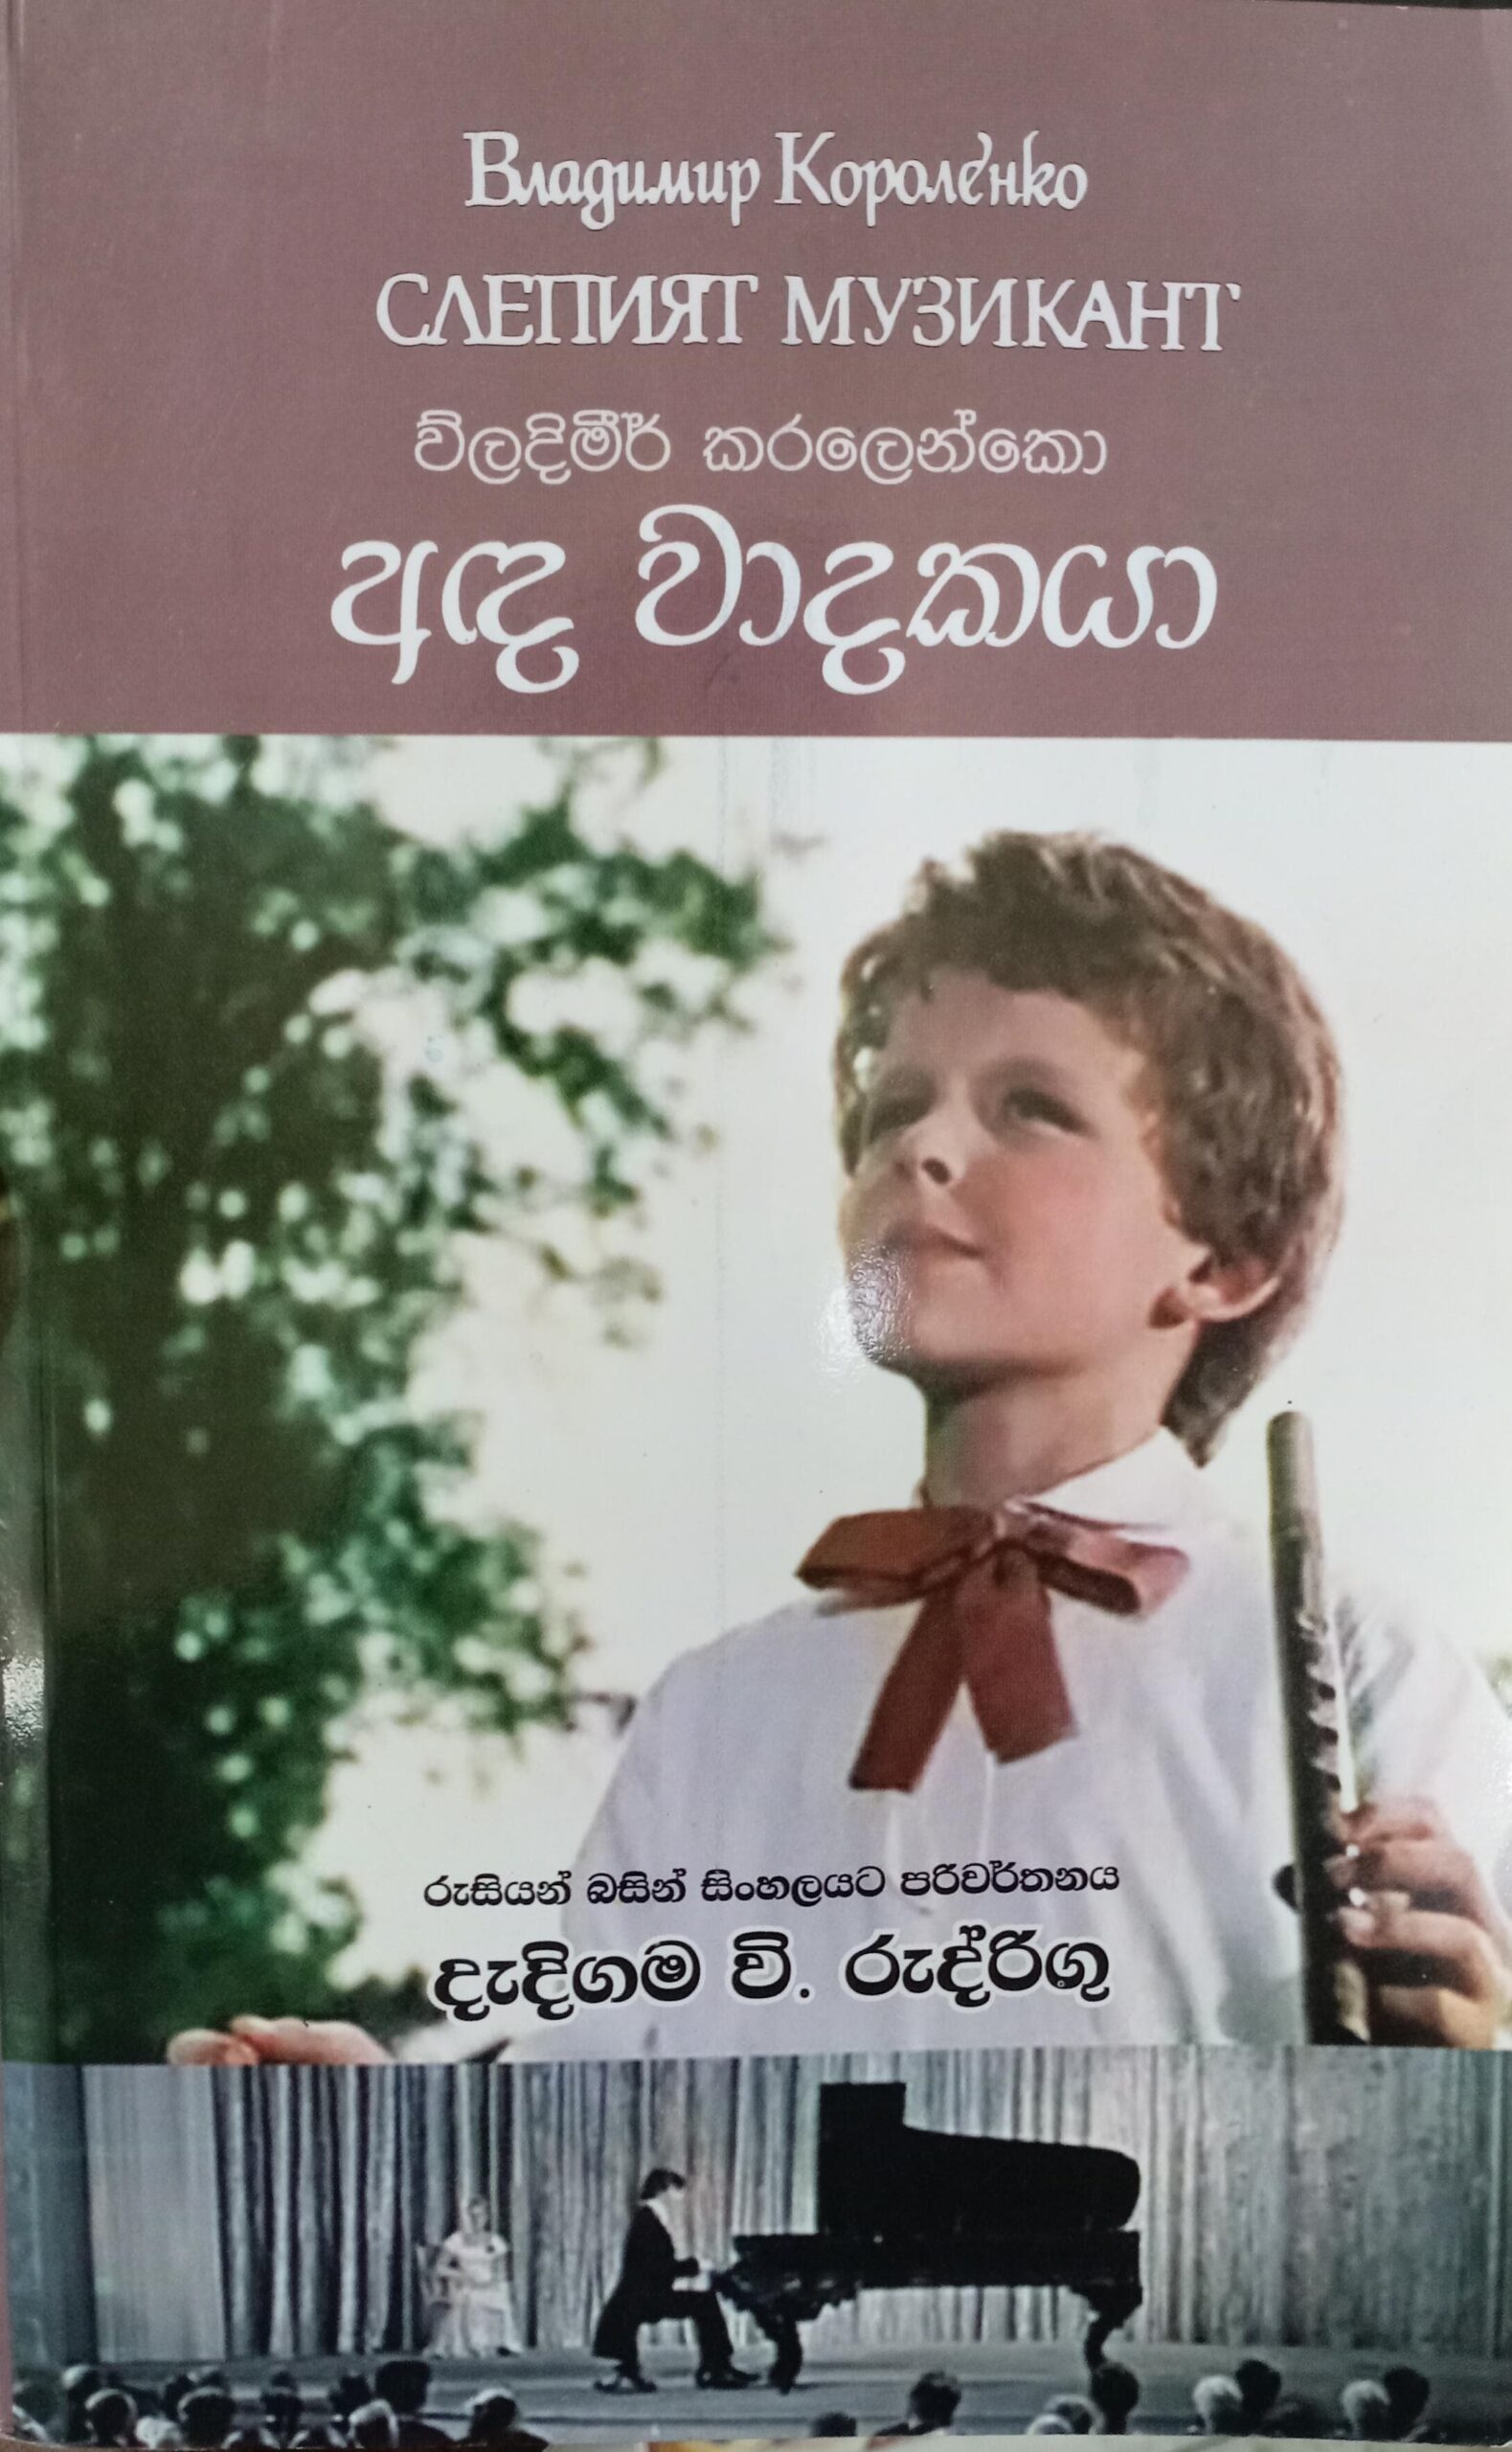 Владимир Короленко
СЛЕПИЯТ МУЗИКАНТ
ව්ලදිමීර් කරලෙන්කො
අඳ වාදකයා
රුසියන් බසින් සිංහලයට පරිවර්තනය
දැදිගම වි. රුද්රිගු